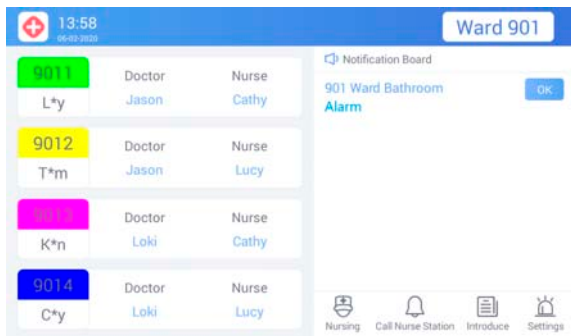 13:58
06-02-2020
Ward 901
9011
Doctor
Nurse
L*y
Jason
Cathy
9012
Doctor
Nurse
T*m
Jason
Lucy
9013
Doctor
Nurse
K*n
Loki
Cathy
9014
Doctor
Nurse
C*y
Loki
Lucy
Notification Board
901 Ward Bathroom
OK
Alarm
Nursing
Call Nurse Station
Introduce
Settings